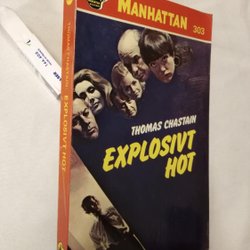 MANHATTAN
303
THOMAS CHASTAIN
EXPLOSIVT
HOT
THOMAS CHASTAIN EXPLOSIVT HOT